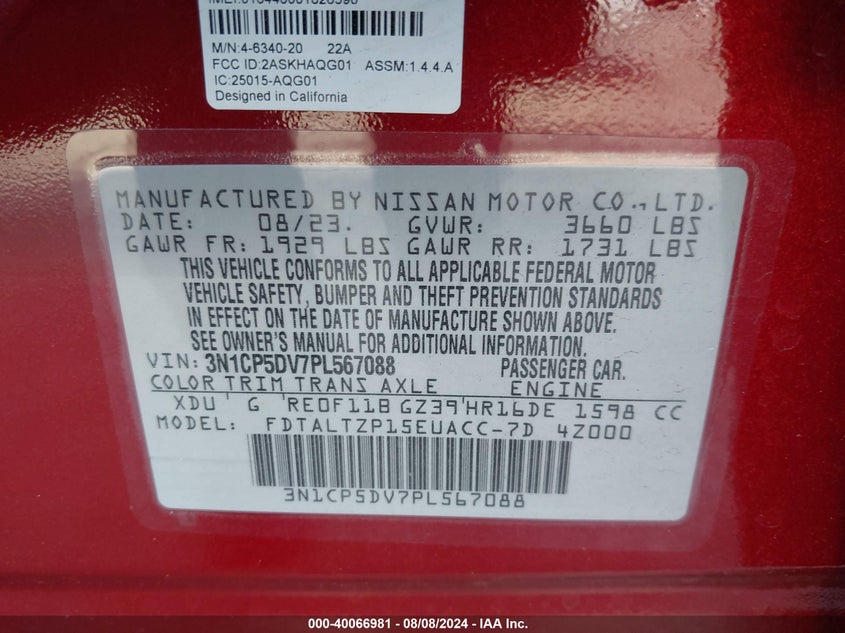 M/N:4-6340-20 22A
FCC ID:2ASKHAQG01 ASSM:1.4.4.A
IC:25015-AQG01
Designed in California
MANUFACTURED BY NISSAN MOTOR CO., LTD.
DATE: 08/23. GVWR: 3660 LBS
GAWR FR: 1929 LBS GAWR RR: 1731 LBS
THIS VEHICLE CONFORMS TO ALL APPLICABLE FEDERAL MOTOR
VEHICLE SAFETY, BUMPER AND THEFT PREVENTION STANDARDS
IN EFFECT ON THE DATE OF MANUFACTURE SHOWN ABOVE.
SEE OWNER'S MANUAL FOR ADDITIONAL INFORMATION.
VIN: 3N1CP5DV7PL567088 PASSENGER CAR.
COLOR TRIM TRANS AXLE ENGINE
XDU ' G 'RE0F11B GZ39'HR16DE 1598 CC
MODEL: FDTALTZP15EUACC-7D 4Z000
3N1CP5DV7PL567088
000-40066981 - 08/08/2024 - IAA Inc.